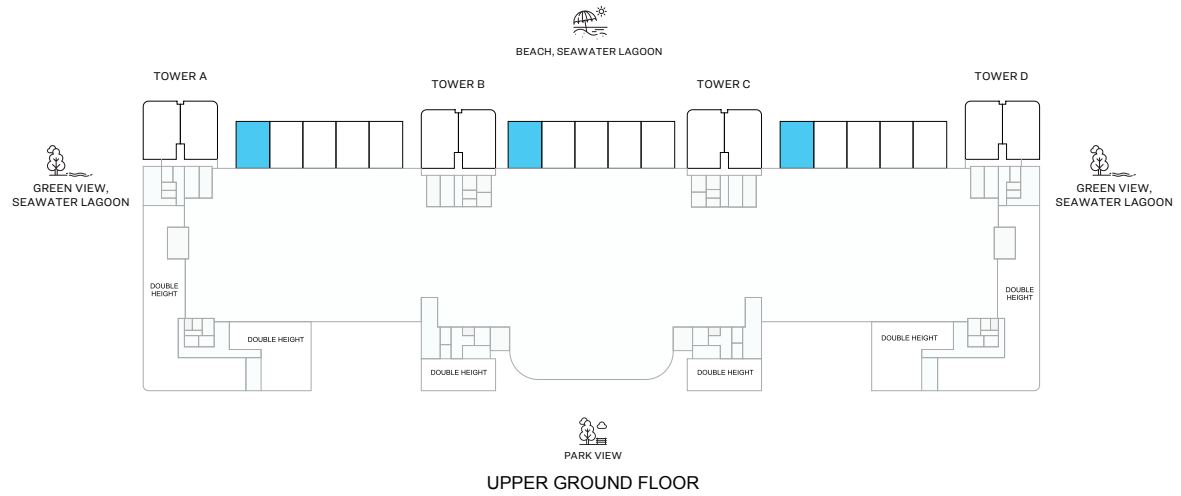 BEACH, SEAWATER LAGOON
TOWER A
TOWER B
TOWER C
TOWER D
GREEN VIEW,
SEAWATER LAGOON
GREEN VIEW,
SEAWATER LAGOON
DOUBLE
HEIGHT
DOUBLE
HEIGHT
DOUBLE HEIGHT
DOUBLE HEIGHT
DOUBLE HEIGHT
DOUBLE HEIGHT
PARK VIEW
UPPER GROUND FLOOR